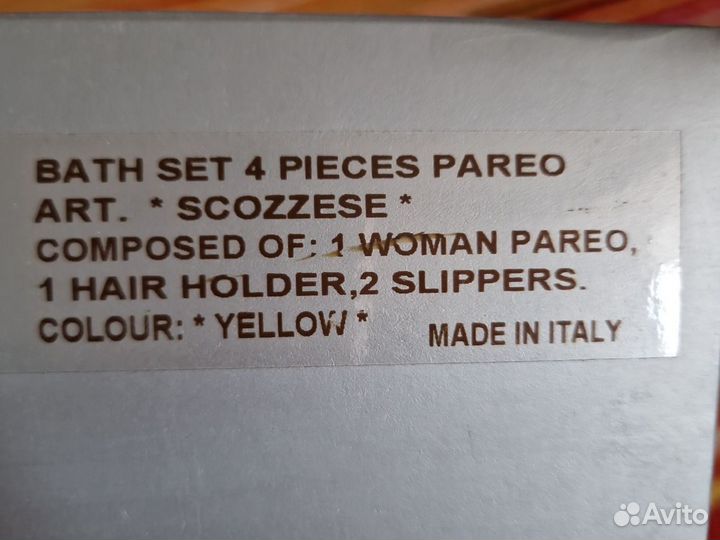 BATH SET 4 PIECES PAREO
ART. * SCOZZESE *
COMPOSED OF: 1 WOMAN PAREO,
1 HAIR HOLDER,2 SLIPPERS.
COLOUR: * YELLOW * MADE IN ITALY
Avito